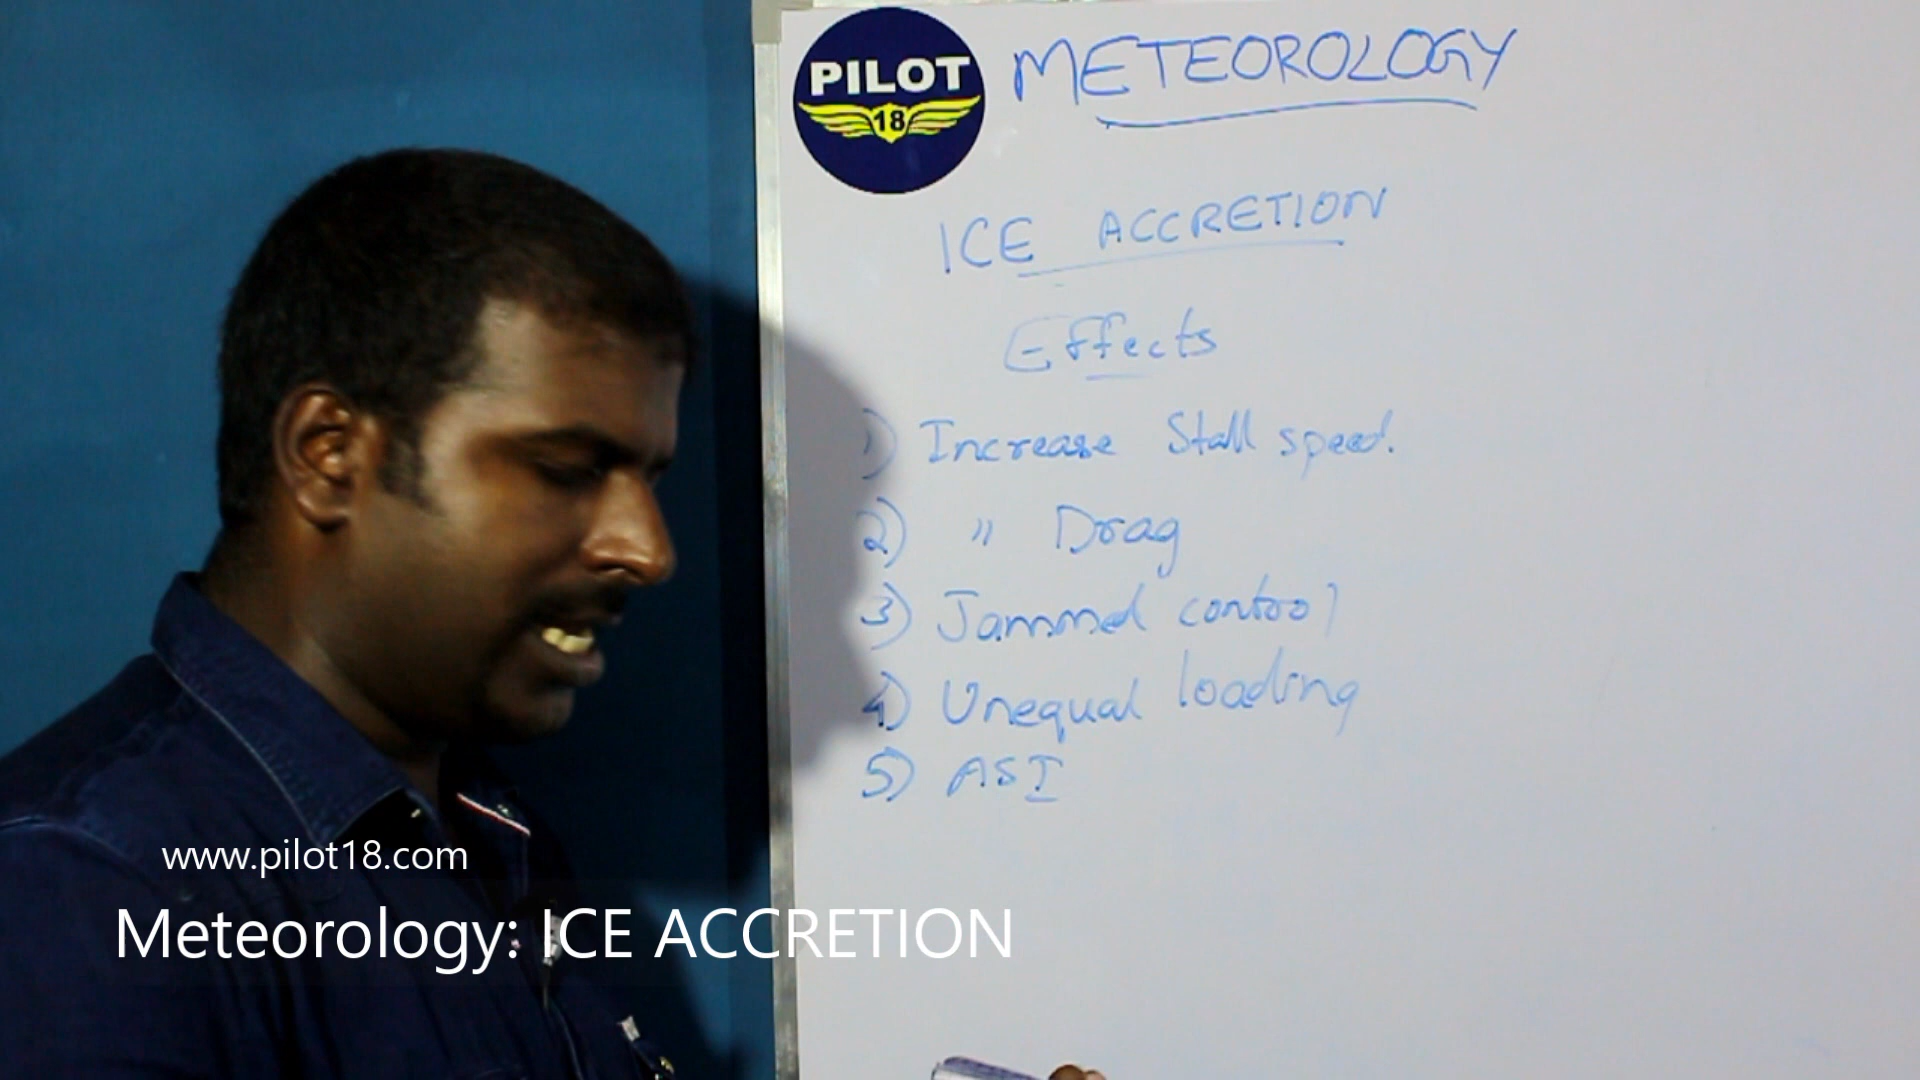 PILOT
18
METEOROLOGY
ICE ACCRETION
Effects
1) Increase Stall speed.
2) " Drag
3) Jammed control
4) Unequal loading
5) ASI
www.pilot18.com
Meteorology: ICE ACCRETION